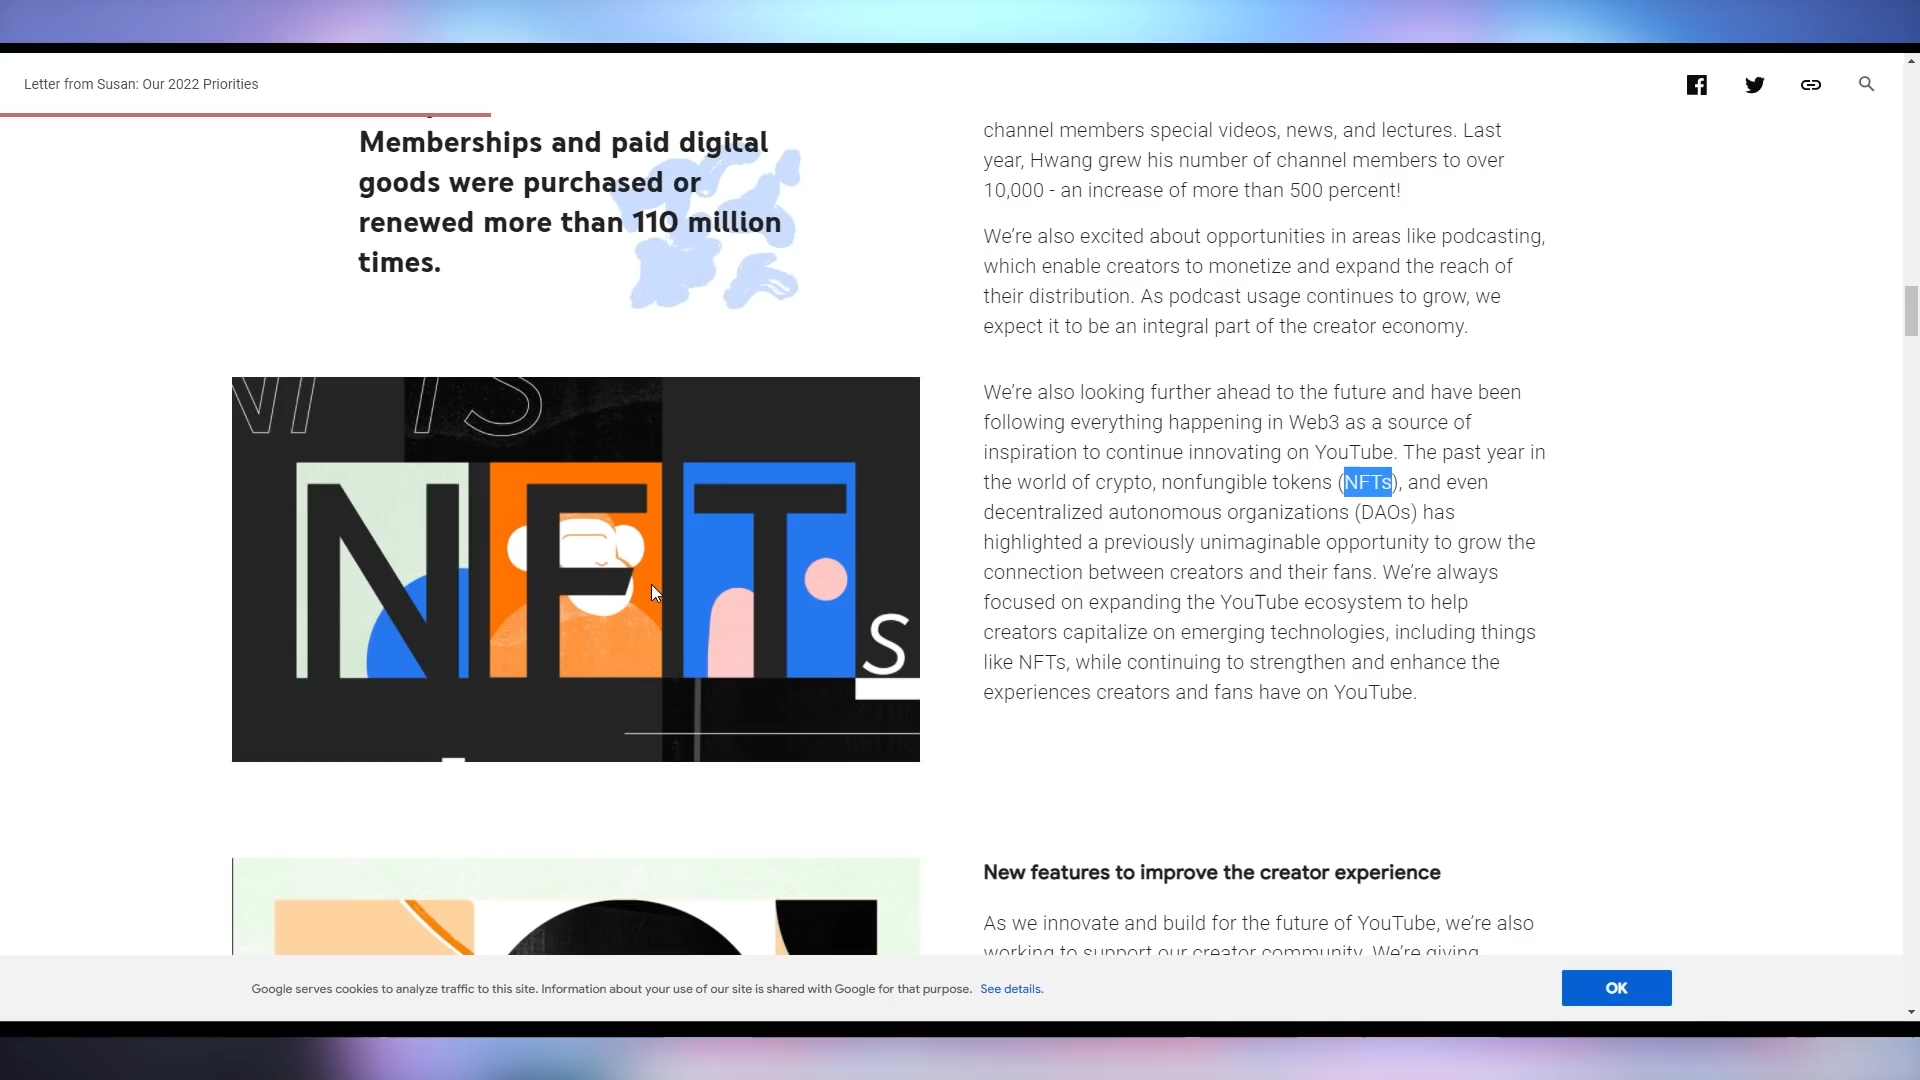 Letter from Susan: Our 2022 Priorities
Memberships and paid digital
goods were purchased or
renewed more than 110 million
times.
channel members special videos, news, and lectures. Last
year, Hwang grew his number of channel members to over
10,000 - an increase of more than 500 percent!
We’re also excited about opportunities in areas like podcasting,
which enable creators to monetize and expand the reach of
their distribution. As podcast usage continues to grow, we
expect it to be an integral part of the creator economy.
NFTS
NFTs
We’re also looking further ahead to the future and have been
following everything happening in Web3 as a source of
inspiration to continue innovating on YouTube. The past year in
the world of crypto, nonfungible tokens (NFTs), and even
decentralized autonomous organizations (DAOs) has
highlighted a previously unimaginable opportunity to grow the
connection between creators and their fans. We’re always
focused on expanding the YouTube ecosystem to help
creators capitalize on emerging technologies, including things
like NFTs, while continuing to strengthen and enhance the
experiences creators and fans have on YouTube.
New features to improve the creator experience
As we innovate and build for the future of YouTube, we’re also
working to support our creator community. We’re giving
Google serves cookies to analyze traffic to this site. Information about your use of our site is shared with Google for that purpose. See details.
OK